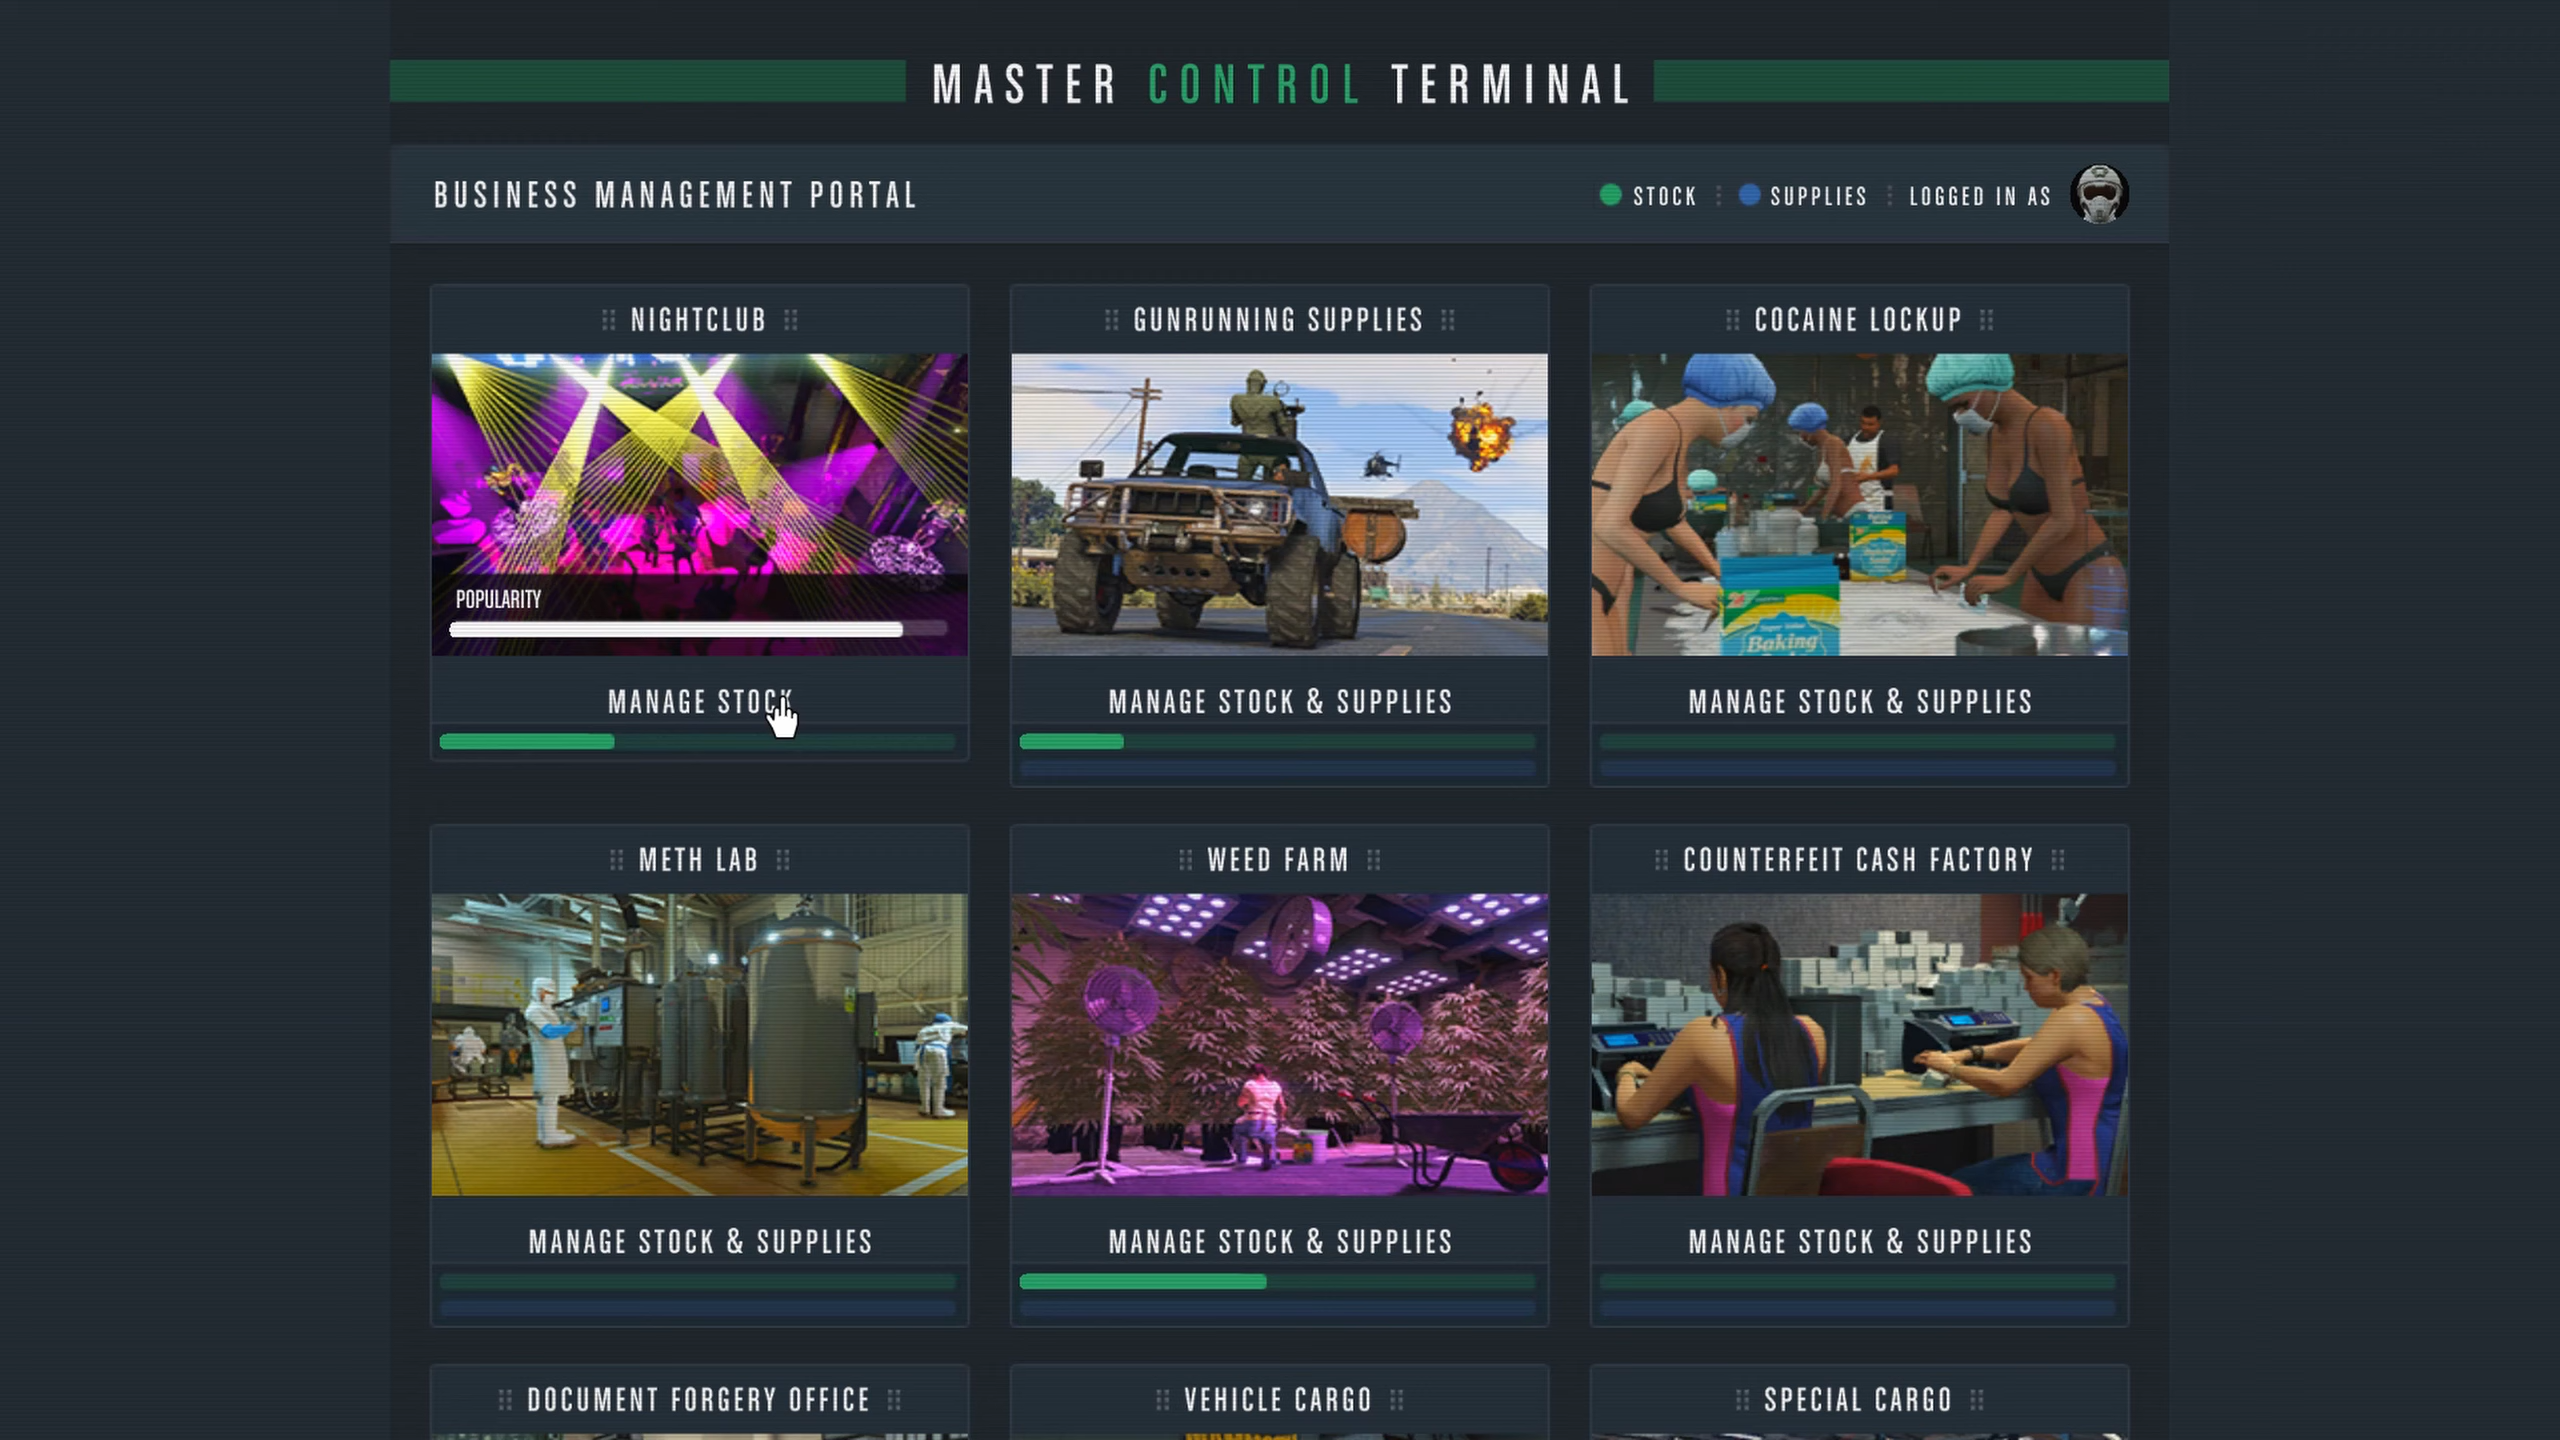 MASTER CONTROL TERMINAL
BUSINESS MANAGEMENT PORTAL
STOCK
SUPPLIES
LOGGED IN AS
NIGHTCLUB
GUNRUNNING SUPPLIES
COCAINE LOCKUP
POPULARITY
Baking
MANAGE STOCK
MANAGE STOCK & SUPPLIES
MANAGE STOCK & SUPPLIES
METH LAB
WEED FARM
COUNTERFEIT CASH FACTORY
MANAGE STOCK & SUPPLIES
MANAGE STOCK & SUPPLIES
MANAGE STOCK & SUPPLIES
DOCUMENT FORGERY OFFICE
VEHICLE CARGO
SPECIAL CARGO